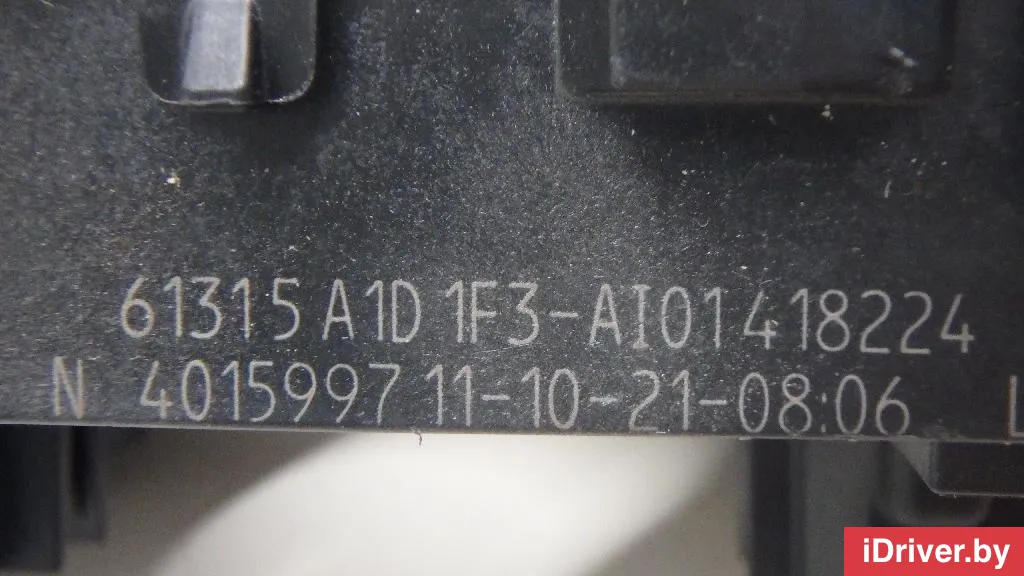 61315 A1D 1F3-AI01 418224
N 4015997 11-10-21-08:06
iDriver.by